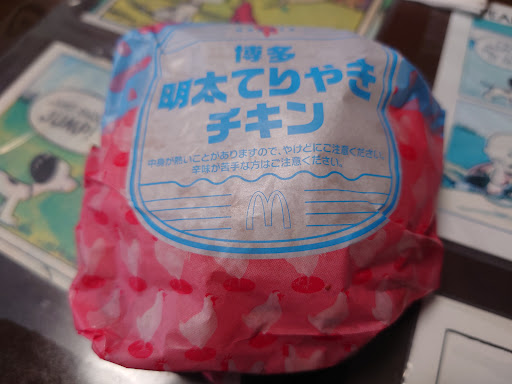 博多
明太てりやき
チキン
中身が熱いことがありますので、やけどにご注意ください。
辛味が苦手な方はご注意ください。